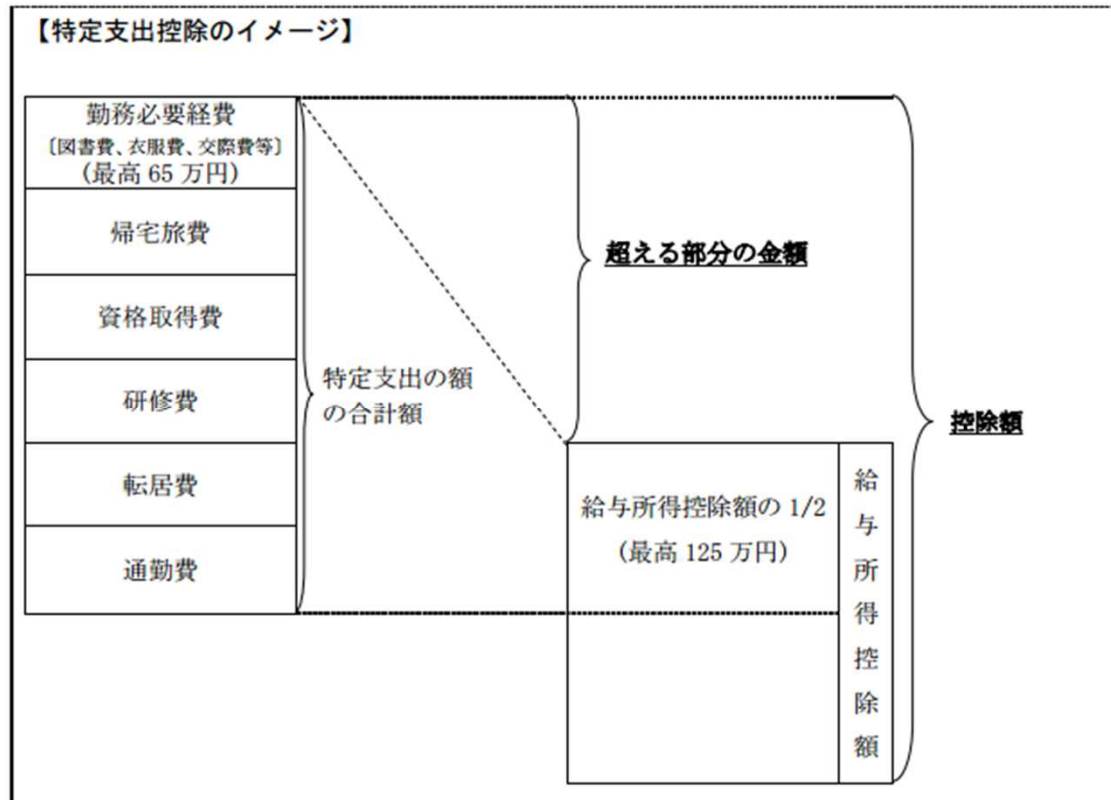 【特定支出控除のイメージ】
勤務必要経費
〔図書費、衣服費、交際費等〕
(最高 65 万円)
帰宅旅費
資格取得費
研修費
転居費
通勤費
特定支出の額
の合計額
超える部分の金額
給与所得控除額の 1/2
(最高 125 万円)
給与所得控除額
控除額